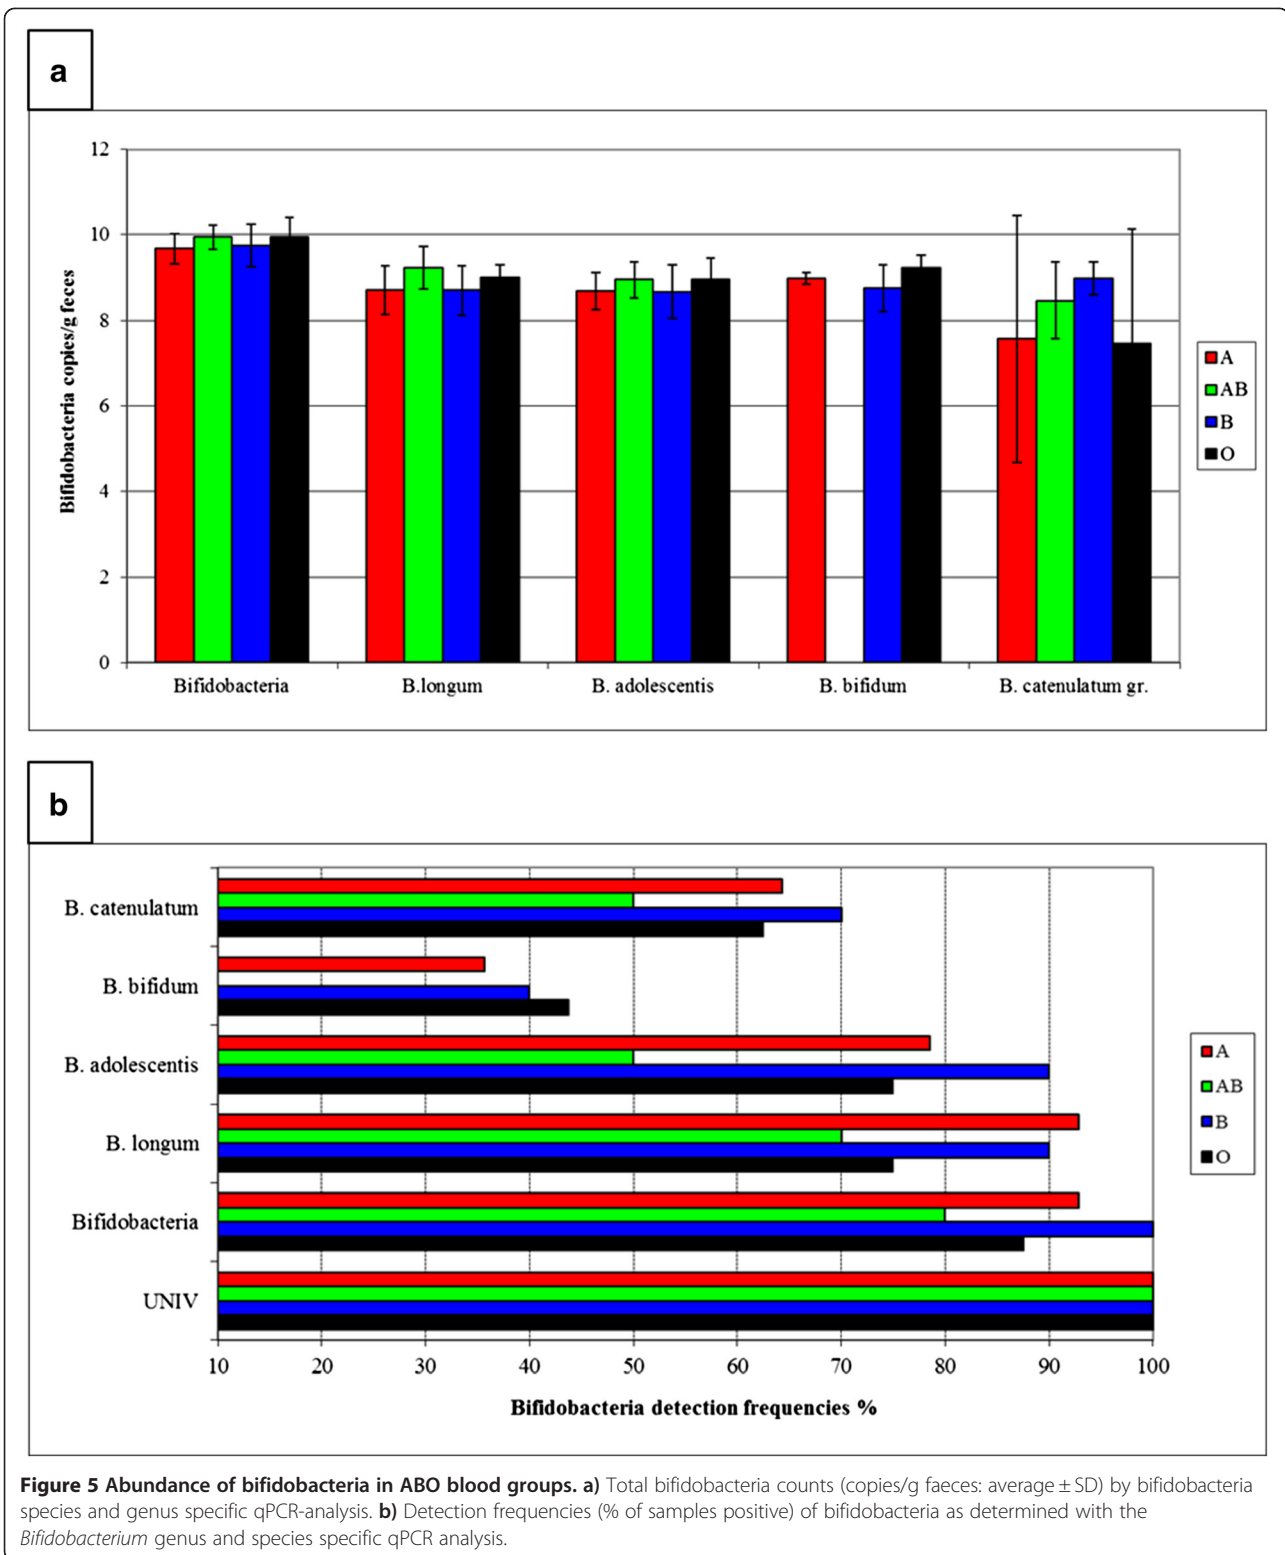 a
12
10
8
6
4
2
0
Bifidobacteria copies/g feces
Bifidobacteria B.longum B. adolescentis B. bifidum B. catenulatum gr.
A
AB
B
O
b
B. catenulatum
B. bifidum
B. adolescentis
B. longum
Bifidobacteria
UNIV
10 20 30 40 50 60 70 80 90 100
Bifidobacteria detection frequencies %
A
AB
B
O
Figure 5 Abundance of bifidobacteria in ABO blood groups. a) Total bifidobacteria counts (copies/g faeces: average ± SD) by bifidobacteria
species and genus specific qPCR-analysis. b) Detection frequencies (% of samples positive) of bifidobacteria as determined with the
Bifidobacterium genus and species specific qPCR analysis.